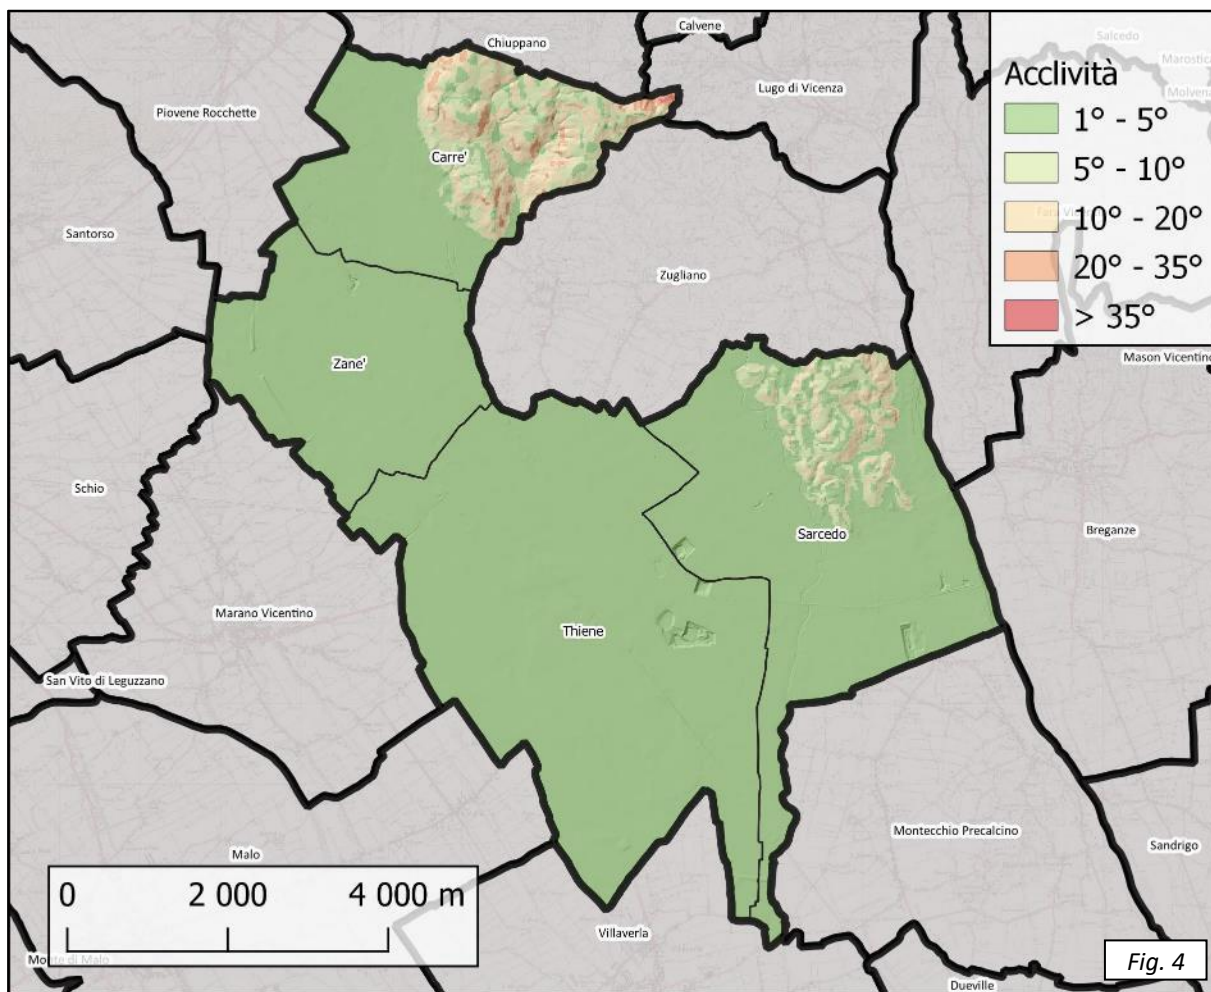 Calvene
Chiuppano
Salcedo
Marostica
Lugo di Vicenza
Molvena
Piovene Rocchette
Acclività
1° - 5°
5° - 10°
10° - 20°
20° - 35°
> 35°
Carre'
Santorso
Zugliano
Zane'
Mason Vicentino
Schio
Breganze
Sarcedo
Marano Vicentino
Thiene
San Vito di Leguzzano
Montecchio Precalcino
Sandrigo
Malo
0 2 000 4 000 m
Villaverla
Monte di Malo
Fig. 4
Dueville